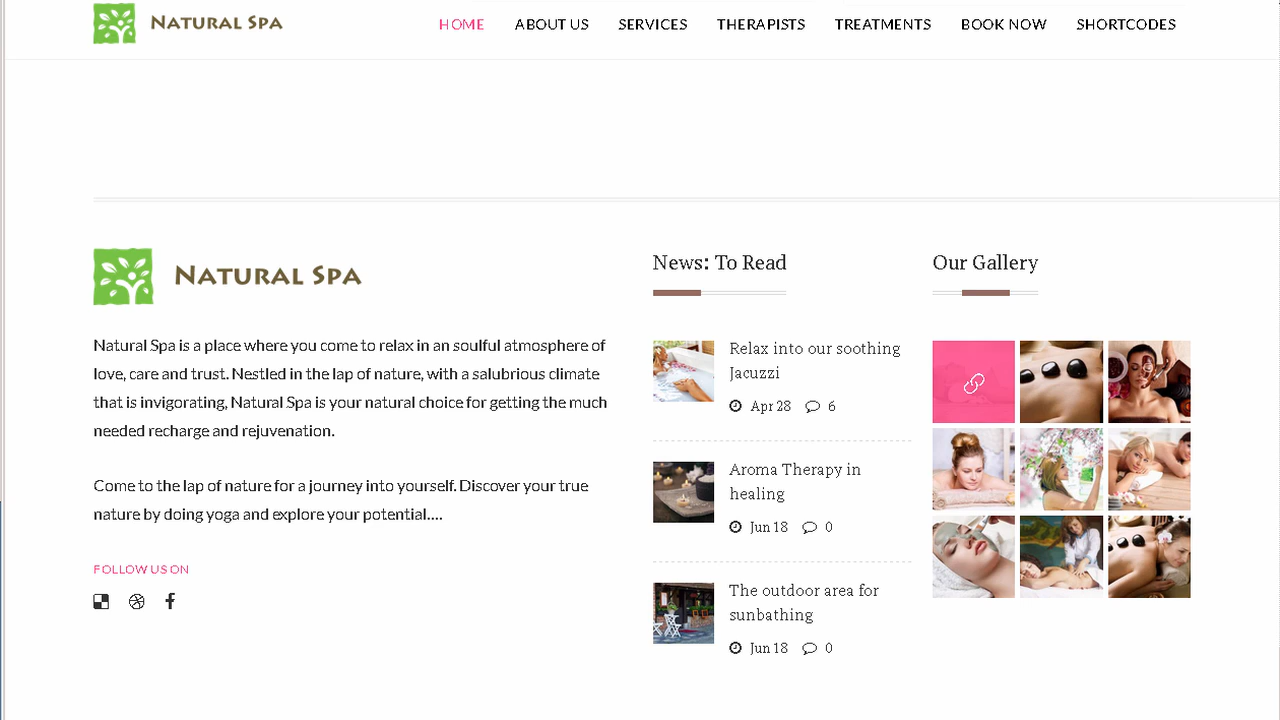 Natural Spa
HOME ABOUT US SERVICES THERAPISTS TREATMENTS BOOK NOW SHORTCODES
Natural Spa
Natural Spa is a place where you come to relax in an soulful atmosphere of
love, care and trust. Nestled in the lap of nature, with a salubrious climate
that is invigorating, Natural Spa is your natural choice for getting the much
needed recharge and rejuvenation.
Come to the lap of nature for a journey into yourself. Discover your true
nature by doing yoga and explore your potential....
FOLLOW US ON
News: To Read
Relax into our soothing
Jacuzzi
Apr 28 6
Aroma Therapy in
healing
Jun 18 0
The outdoor area for
sunbathing
Jun 18 0
Our Gallery